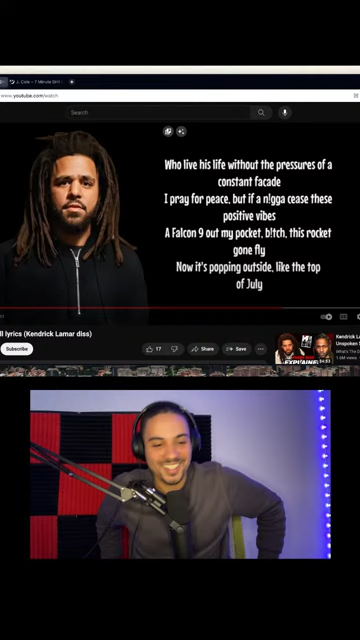 J. Cole - 7 Minute Drill
www.youtube.com/watch
Search
Who live his life without the pressures of a
constant facade
I pray for peace, but if a n!gga cease these
positive vibes
A Falcon 9 out my pocket, b!tch, this rocket
gone fly
Now it's popping outside, like the top
of July
ll lyrics (Kendrick Lamar diss)
Subscribe
17
Share
Save
EXPLAINED
Kendrick L
Unspoken
What's The D
1.6M views